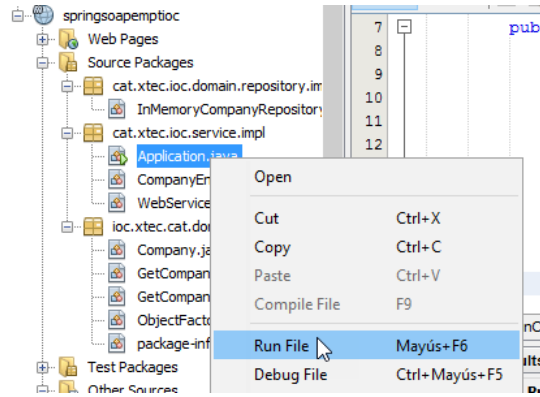 springsoapemptioc
Web Pages
Source Packages
cat.xtec.ioc.domain.repository.im
InMemoryCompanyRepository
cat.xtec.ioc.service.impl
Application.java
CompanyEn
WebService
ioc.xtec.cat.do
Company.ja
GetCompan
GetCompan
ObjectFacto
package-inf
Test Packages
Other Sources
7 pub
8
9
10
11
12
Open
Cut Ctrl+X
Copy Ctrl+C
Paste Ctrl+V
Compile File F9
Run File Mayús+F6
Debug File Ctrl+Mayús+F5